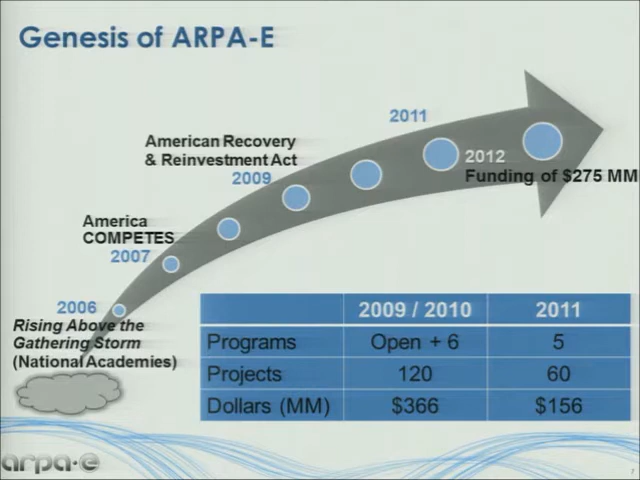 Genesis of ARPA-E
2011
American Recovery
& Reinvestment Act
2009
2012
Funding of $275 MM
America
COMPETES
2007
2006
Rising Above the
Gathering Storm
(National Academies)
2009 / 2010 2011
Programs Open + 6 5
Projects 120 60
Dollars (MM) $366 $156
arpa·e
7